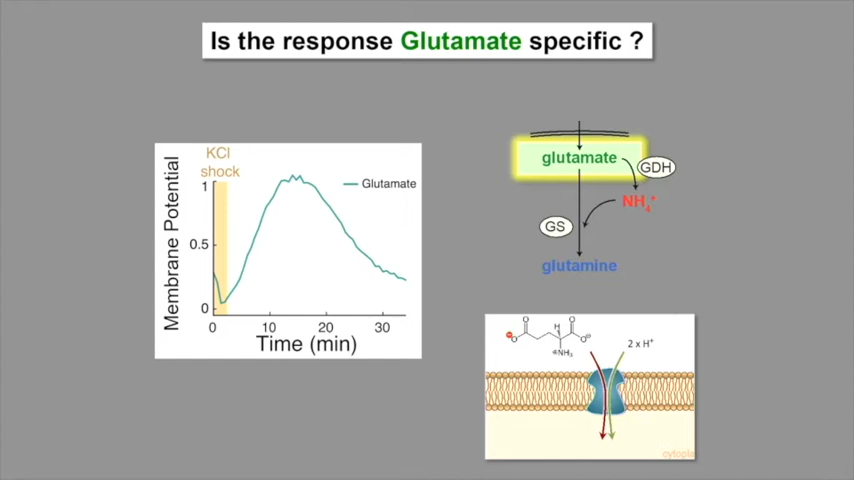 Is the response Glutamate specific ?
KCl
shock
Membrane Potential
1
0.5
0
0
10
20
30
Time (min)
Glutamate
glutamate
GDH
NH4+
GS
glutamine
O
O
H
O
O
NH3
2 x H+